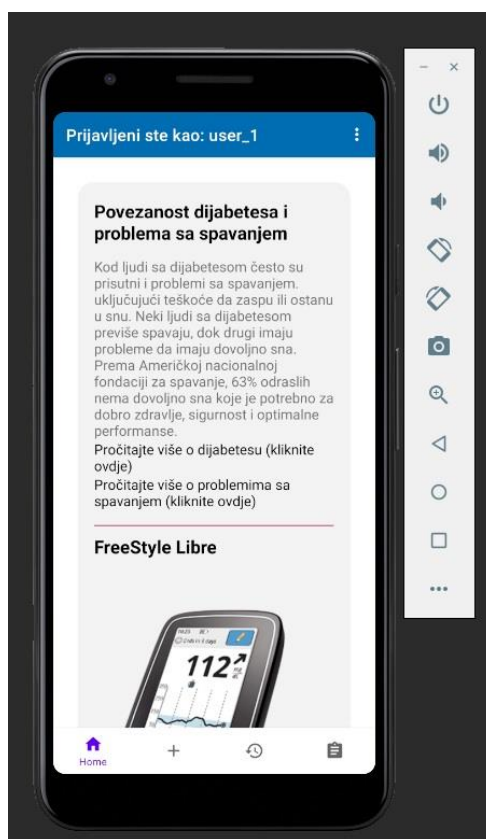 Prijavljeni ste kao: user_1
Povezanost dijabetesa i
problema sa spavanjem
Kod ljudi sa dijabetesom često su
prisutni i problemi sa spavanjem.
uključujući teškoće da zaspu ili ostanu
u snu. Neki ljudi sa dijabetesom
previše spavaju, dok drugi imaju
probleme da imaju dovoljno sna.
Prema Američkoj nacionalnoj
fondaciji za spavanje, 63% odraslih
nema dovoljno sna koje je potrebno za
dobro zdravlje, sigurnost i optimalne
performanse.
Pročitajte više o dijabetesu (kliknite
ovdje)
Pročitajte više o problemima sa
spavanjem (kliknite ovdje)
FreeStyle Libre
112
Home